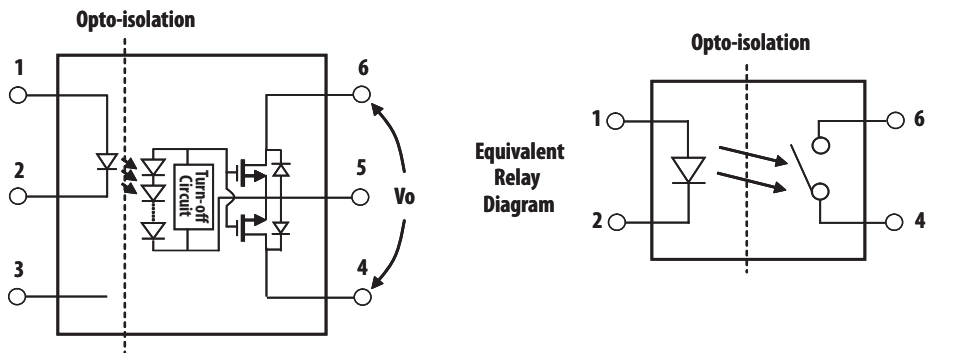 Opto-isolation
1
2
3
Turn-off
Circuit
6
5
4
Vo
Equivalent
Relay
Diagram
Opto-isolation
1
2
6
4